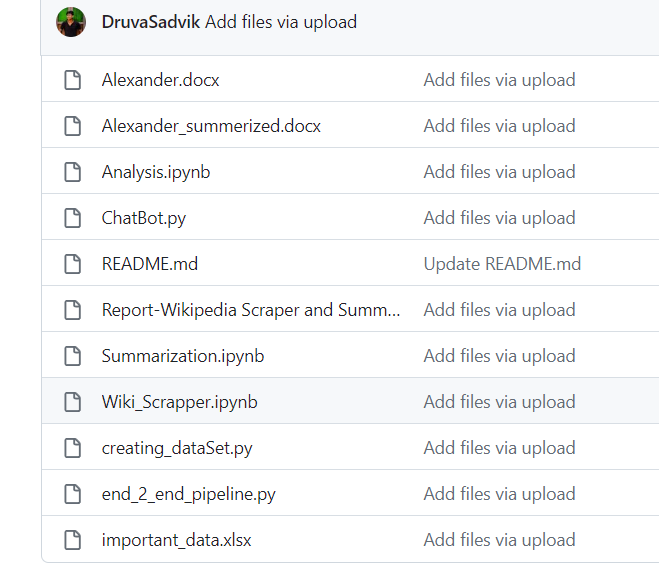 DruvaSadvik Add files via upload
Alexander.docx Add files via upload
Alexander_summerized.docx Add files via upload
Analysis.ipynb Add files via upload
ChatBot.py Add files via upload
README.md Update README.md
Report-Wikipedia Scraper and Summ... Add files via upload
Summarization.ipynb Add files via upload
Wiki_Scrapper.ipynb Add files via upload
creating_dataSet.py Add files via upload
end_2_end_pipeline.py Add files via upload
important_data.xlsx Add files via upload